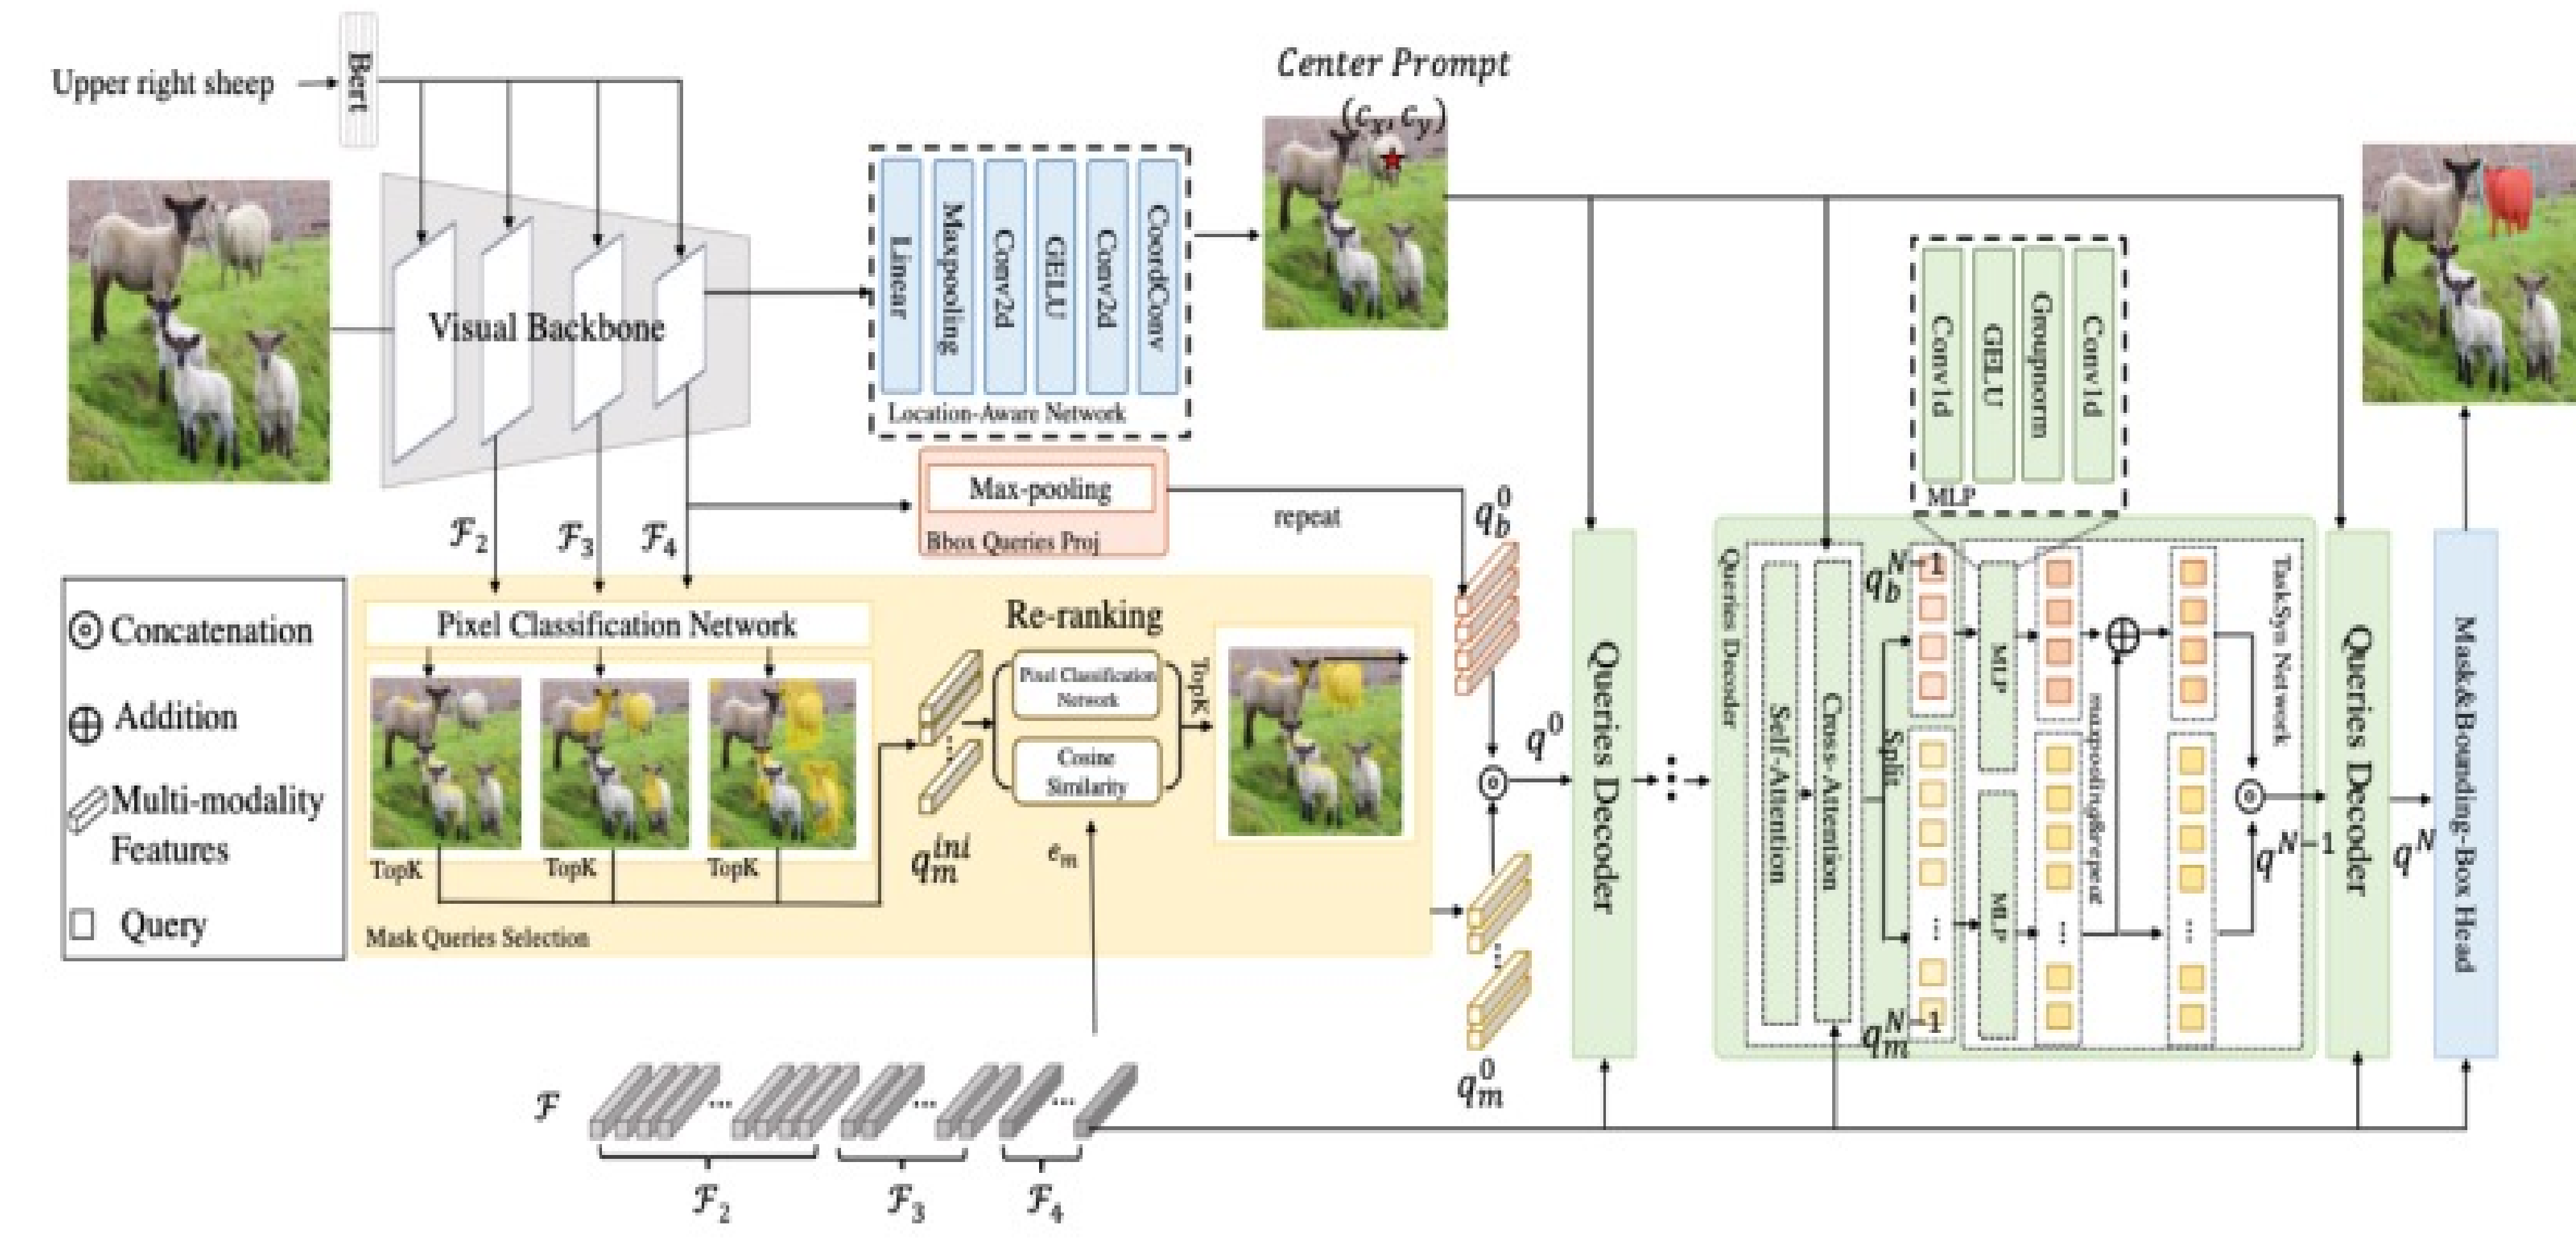 Upper right sheep
Bert
Visual Backbone
Linear
Maxpooling
Conv2d
GELU
Conv2d
CoordConv
Location-Aware Network
Center Prompt
(c_x, c_y)
Max-pooling
Bbox Queries Proj
repeat
ℱ_2
ℱ_3
ℱ_4
Concatenation
Addition
Multi-modality
Features
Query
Pixel Classification Network
TopK
TopK
TopK
Mask Queries Selection
q_m^{ini}
Re-ranking
Pixel Classification
Network
Cosine
Similarity
TopK
e_m
q_b^0
q^0
q_m^0
Queries Decoder
Queries Decoder
Self-Attention
Cross-Attention
Split
q_b^{N-1}
q_m^{N-1}
Conv1d
GELU
Groupnorm
Conv1d
MLP
MLP
MLP
maxpooling&repeat
TaskSyn Network
q^{N-1}
Queries Decoder
q^N
Mask&Bounding-Box Head
ℱ
ℱ_2
ℱ_3
ℱ_4